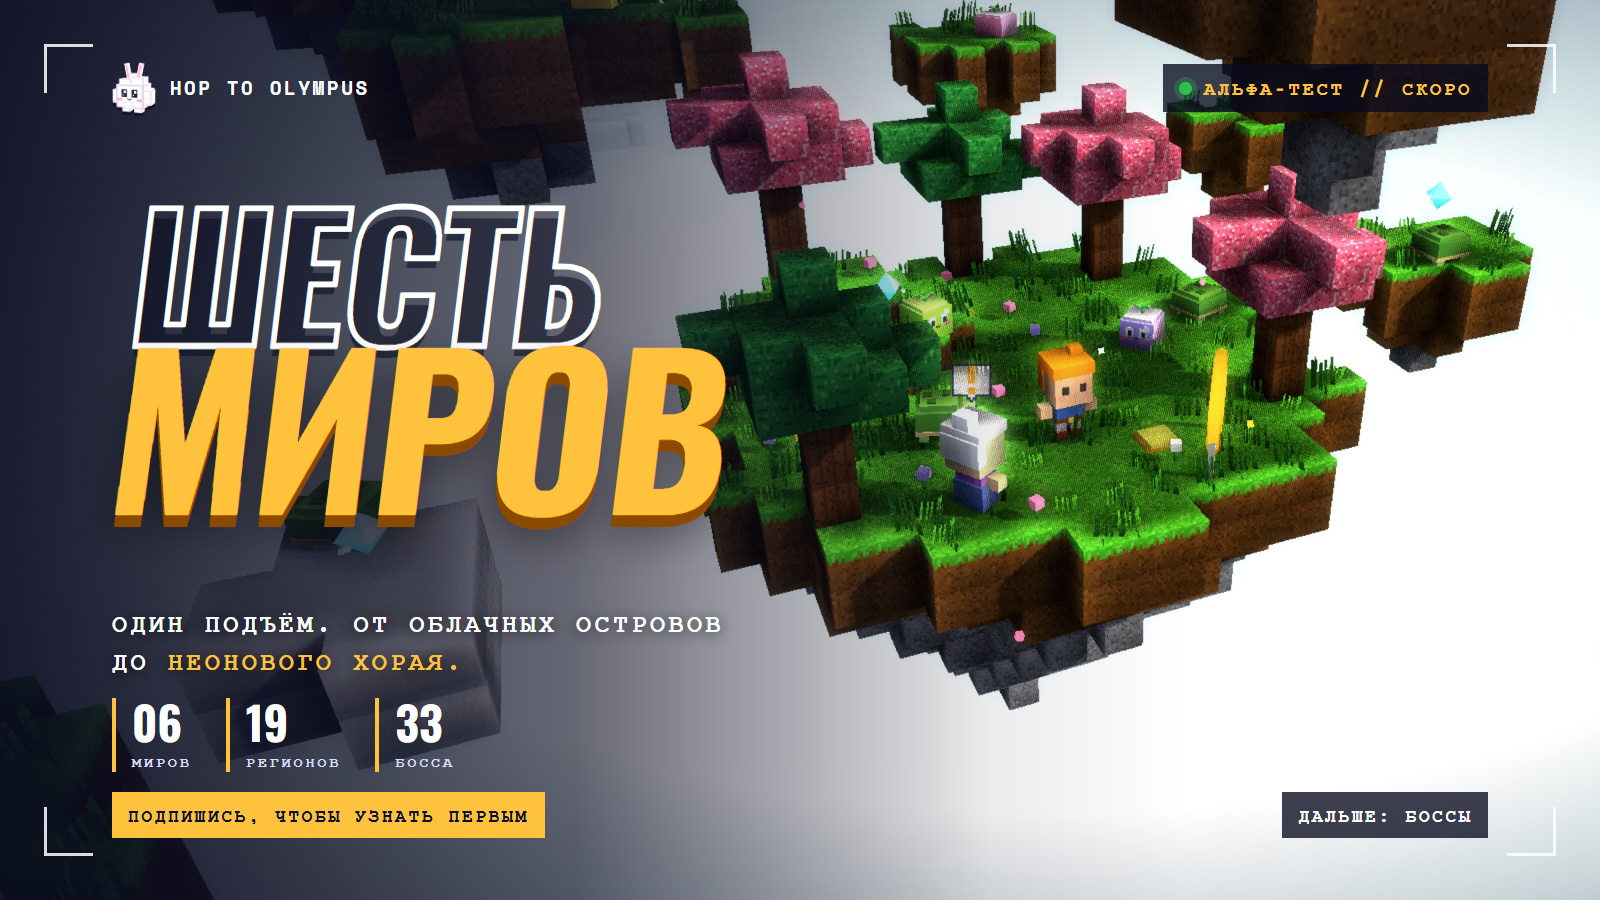 HOP TO OLYMPUS
АЛЬФА-ТЕСТ // СКОРО
ШЕСТЬ
МИРОВ
ОДИН ПОДЪЁМ. ОТ ОБЛАЧНЫХ ОСТРОВОВ
ДО НЕОНОВОГО ХОРАЯ.
06 19 33
МИРОВ РЕГИОНОВ БОССА
ПОДПИШИСЬ, ЧТОБЫ УЗНАТЬ ПЕРВЫМ
ДАЛЬШЕ: БОССЫ